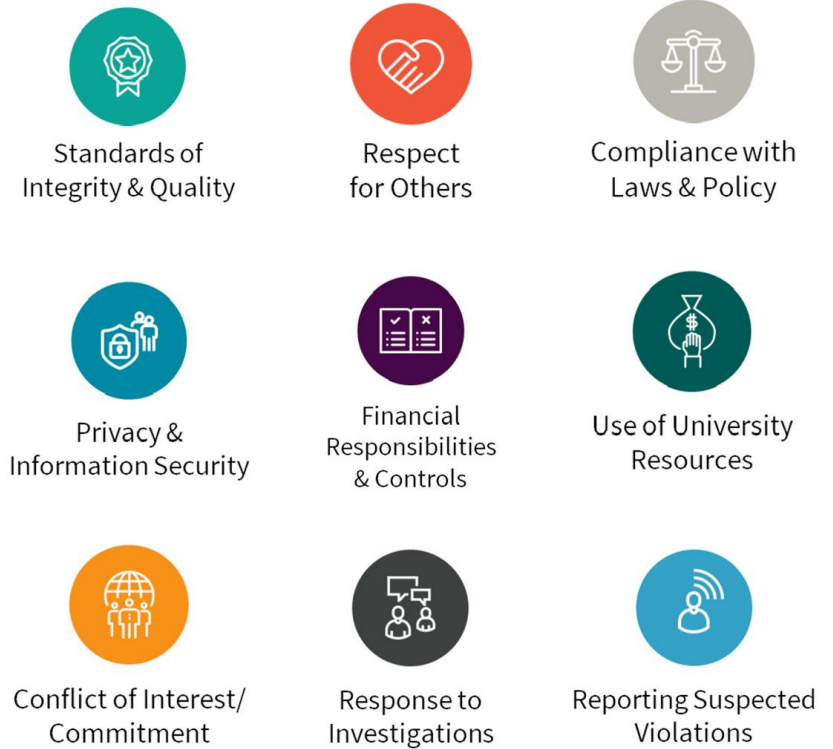 Standards of
Integrity & Quality
Respect
for Others
Compliance with
Laws & Policy
Privacy &
Information Security
Financial
Responsibilities
& Controls
Use of University
Resources
Conflict of Interest/
Commitment
Response to
Investigations
Reporting Suspected
Violations